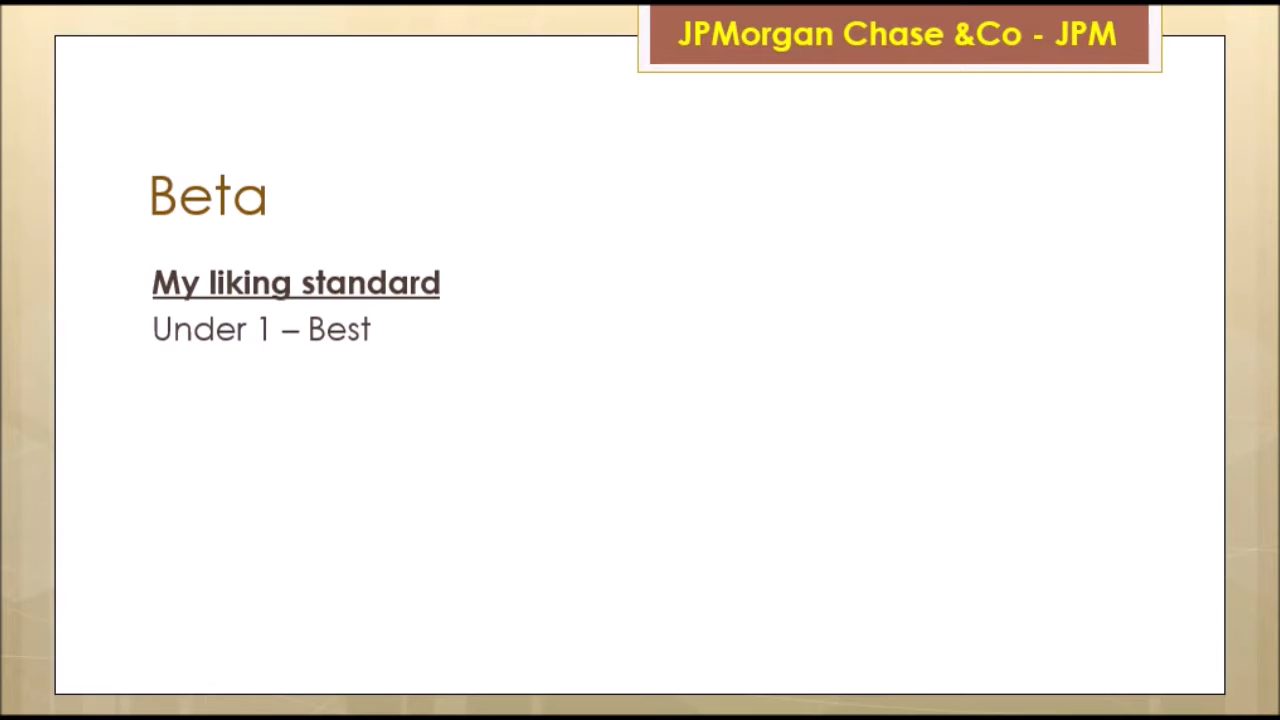 JPMorgan Chase &Co - JPM
Beta
My liking standard
Under 1 – Best